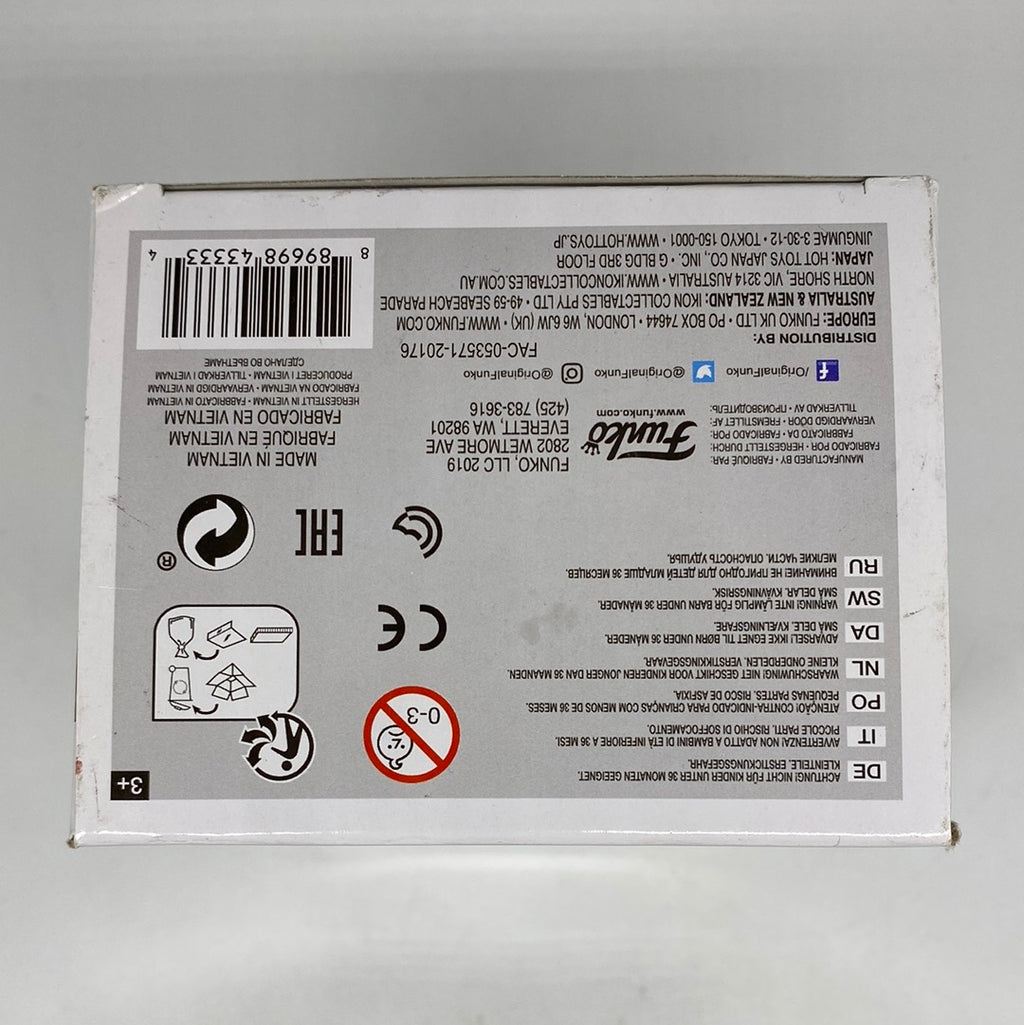 3+
DE
ACHTUNG! NICHT FÜR KINDER UNTER 36 MONATEN GEEIGNET.
KLEINTEILE. ERSTICKUNGSGEFAHR.
IT
AVVERTENZA! NON ADATTO A BAMBINI DI ETÀ INFERIORE A 36 MESI.
PICCOLE PARTI. RISCHIO DI SOFFOCAMENTO.
PO
ATENÇÃO! CONTRA-INDICADO PARA CRIANÇAS COM MENOS DE 36 MESES.
PEQUENAS PARTES. RISCO DE ASFIXIA.
NL
WAARSCHUWING! NIET GESCHIKT VOOR KINDEREN JONGER DAN 36 MAANDEN.
KLEINE ONDERDELEN. VERSTIKKINGSGEVAAR.
DA
ADVARSEL! IKKE EGNET TIL BØRN UNDER 36 MÅNEDER.
SMÅ DELE. KVÆLNINGSFARE.
SW
VARNING! INTE LÄMPLIG FÖR BARN UNDER 36 MÅNADER.
SMÅ DELAR. KVÄVNINGSRISK.
RU
ВНИМАНИЕ! НЕ ПРИГОДНО ДЛЯ ДЕТЕЙ МЛАДШЕ 36 МЕСЯЦЕВ.
МЕЛКИЕ ЧАСТИ. ОПАСНОСТЬ УДУШЬЯ.
0-3
CE
EAC
®
MANUFACTURED BY • FABRIQUÉ PAR:
FABRICADO POR • HERGESTELLT DURCH:
FABBRICATO DA • FABRICADO POR:
VERVAARDIGD DOOR • FREMSTILLET AF:
TILLVERKAD AV • ПРОИЗВОДИТЕЛЬ:
Funko
www.funko.com
FUNKO, LLC 2019
2802 WETMORE AVE
EVERETT, WA 98201
(425) 783-3616
MADE IN VIETNAM
FABRIQUÉ EN VIETNAM
FABRICADO EN VIETNAM
HERGESTELLT IN VIETNAM • FABBRICATO IN VIETNAM
FABRICADO NA VIETNAM • VERVAARDIGD IN VIETNAM
PRODUCERET I VIETNAM • TILLVERKAD I VIETNAM
СДЕЛАНО ВО ВЬЕТНАМЕ
/OriginalFunko
@OriginalFunko
@OriginalFunko
FAC-053571-20176
DISTRIBUTION BY:
EUROPE: FUNKO UK LTD • PO BOX 74644 • LONDON, W6 6JW (UK) • WWW.FUNKO.COM
AUSTRALIA & NEW ZEALAND: IKON COLLECTABLES PTY LTD • 49-59 SEABEACH PARADE
NORTH SHORE, VIC 3214 AUSTRALIA • WWW.IKONCOLLECTABLES.COM.AU
JAPAN: HOT TOYS JAPAN CO., INC. • G BLDG 3RD FLOOR
JINGUMAE 3-30-12 • TOKYO 150-0001 • WWW.HOTTOYS.JP
8 89698 43333 4